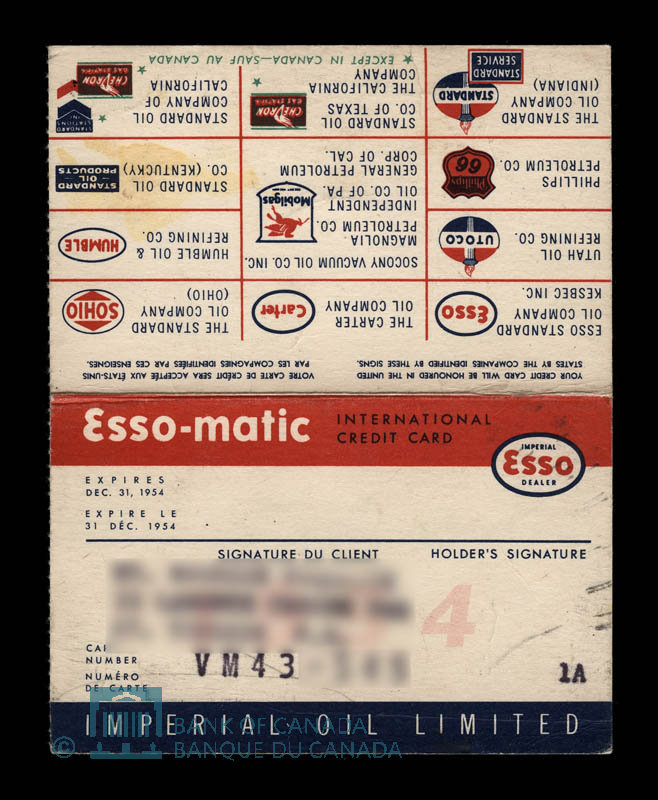 YOUR CREDIT CARD WILL BE HONOURED IN THE UNITED
STATES BY THE COMPANIES IDENTIFIED BY THESE SIGNS.
VOTRE CARTE DE CRÉDIT SERA ACCEPTÉE AUX ÉTATS-UNIS
PAR LES COMPAGNIES IDENTIFIÉES PAR CES ENSEIGNES.
ESSO STANDARD
OIL COMPANY
KESBEC INC.
Esso
THE CARTER
OIL COMPANY
Carter
THE STANDARD
OIL COMPANY
(OHIO)
SOHIO
UTAH OIL
REFINING CO.
UTOCO
SOCONY VACUUM OIL CO. INC.
MAGNOLIA
PETROLEUM CO.
INDEPENDENT
OIL CO. OF PA.
GENERAL PETROLEUM
CORP. OF CAL.
Mobilgas
HUMBLE OIL &
REFINING CO.
HUMBLE
PHILLIPS
PETROLEUM CO.
Phillips
66
STANDARD OIL
CO. (KENTUCKY)
STANDARD
OIL
PRODUCTS
THE STANDARD
OIL COMPANY
(INDIANA)
STANDARD
STANDARD
SERVICE
STANDARD OIL
CO. OF TEXAS
THE CALIFORNIA
COMPANY
CHEVRON
GAS STATION
STANDARD OIL
COMPANY OF
CALIFORNIA
STANDARD
STATIONS
INC.
CHEVRON
GAS STATION
★ EXCEPT IN CANADA—SAUF AU CANADA
Esso-matic
INTERNATIONAL
CREDIT CARD
IMPERIAL
Esso
DEALER
EXPIRES
DEC. 31, 1954
EXPIRE LE
31 DÉC. 1954
SIGNATURE DU CLIENT HOLDER'S SIGNATURE
4
NUMBER
NUMÉRO
DE CARTE
VM43
1A
IMPERIAL OIL LIMITED
© BANK OF CANADA
BANQUE DU CANADA